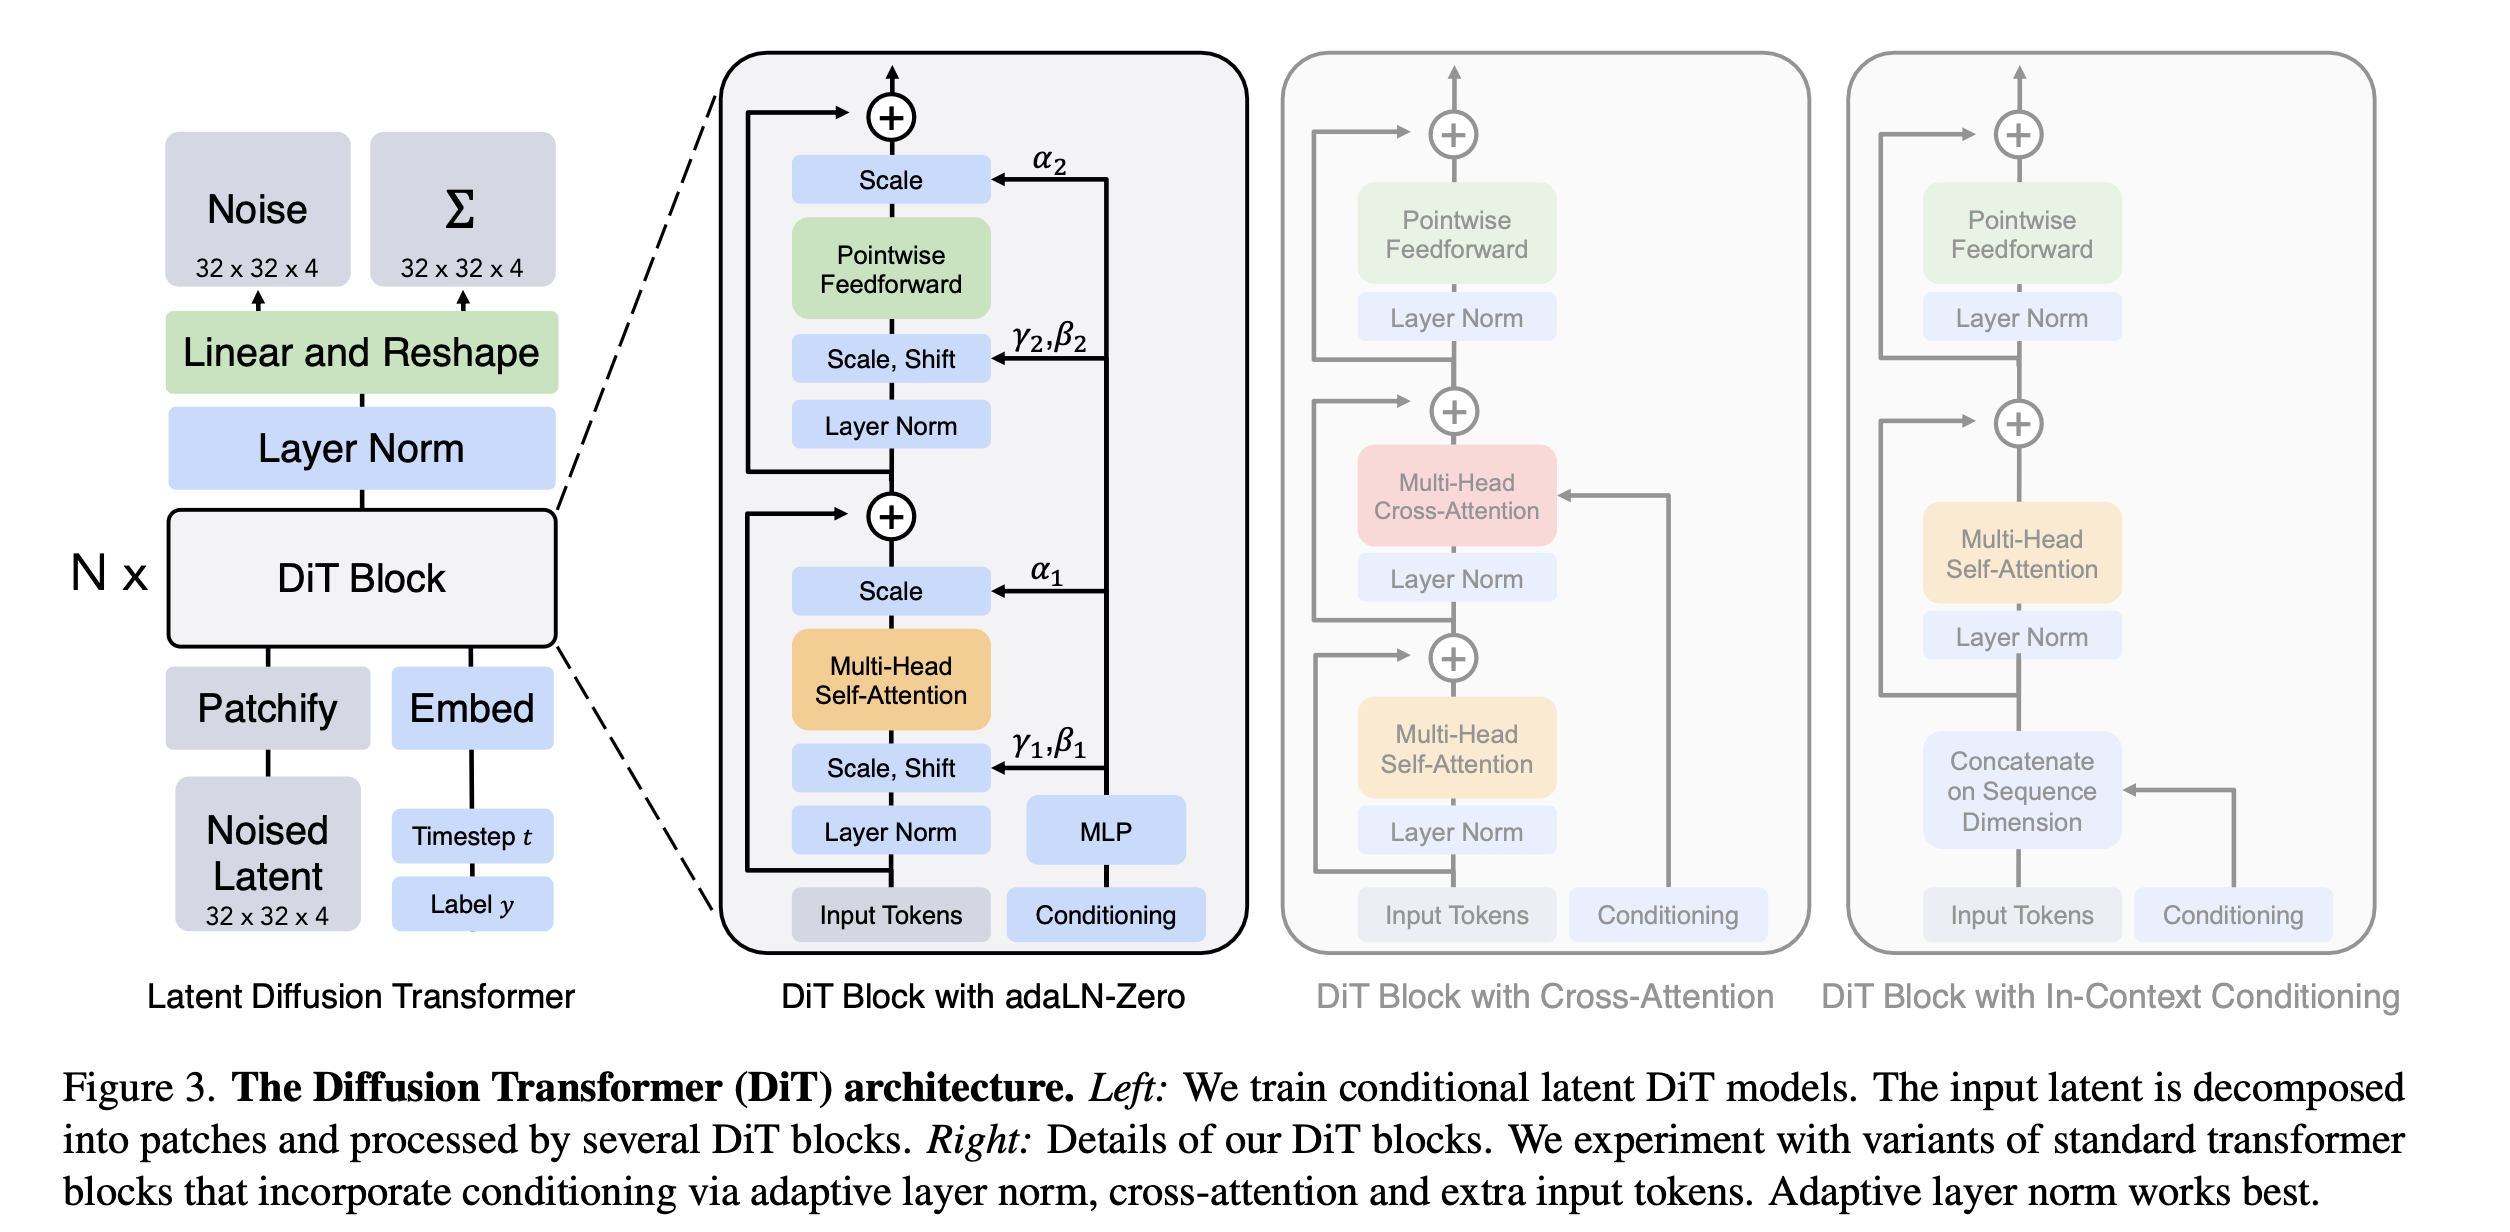 Noise
32 x 32 x 4
Σ
32 x 32 x 4
Linear and Reshape
Layer Norm
N x
DiT Block
Patchify
Embed
Noised
Latent
32 x 32 x 4
Timestep t
Label y
Latent Diffusion Transformer
+
Scale
α₂
Pointwise
Feedforward
Scale, Shift
γ₂,β₂
Layer Norm
+
Scale
α₁
Multi-Head
Self-Attention
Scale, Shift
γ₁,β₁
Layer Norm
MLP
Input Tokens
Conditioning
DiT Block with adaLN-Zero
+
Pointwise
Feedforward
Layer Norm
+
Multi-Head
Cross-Attention
Layer Norm
+
Multi-Head
Self-Attention
Layer Norm
Input Tokens
Conditioning
DiT Block with Cross-Attention
+
Pointwise
Feedforward
Layer Norm
+
Multi-Head
Self-Attention
Layer Norm
Concatenate
on Sequence
Dimension
Input Tokens
Conditioning
DiT Block with In-Context Conditioning
Figure 3. The Diffusion Transformer (DiT) architecture. Left: We train conditional latent DiT models. The input latent is decomposed
into patches and processed by several DiT blocks. Right: Details of our DiT blocks. We experiment with variants of standard transformer
blocks that incorporate conditioning via adaptive layer norm, cross-attention and extra input tokens. Adaptive layer norm works best.